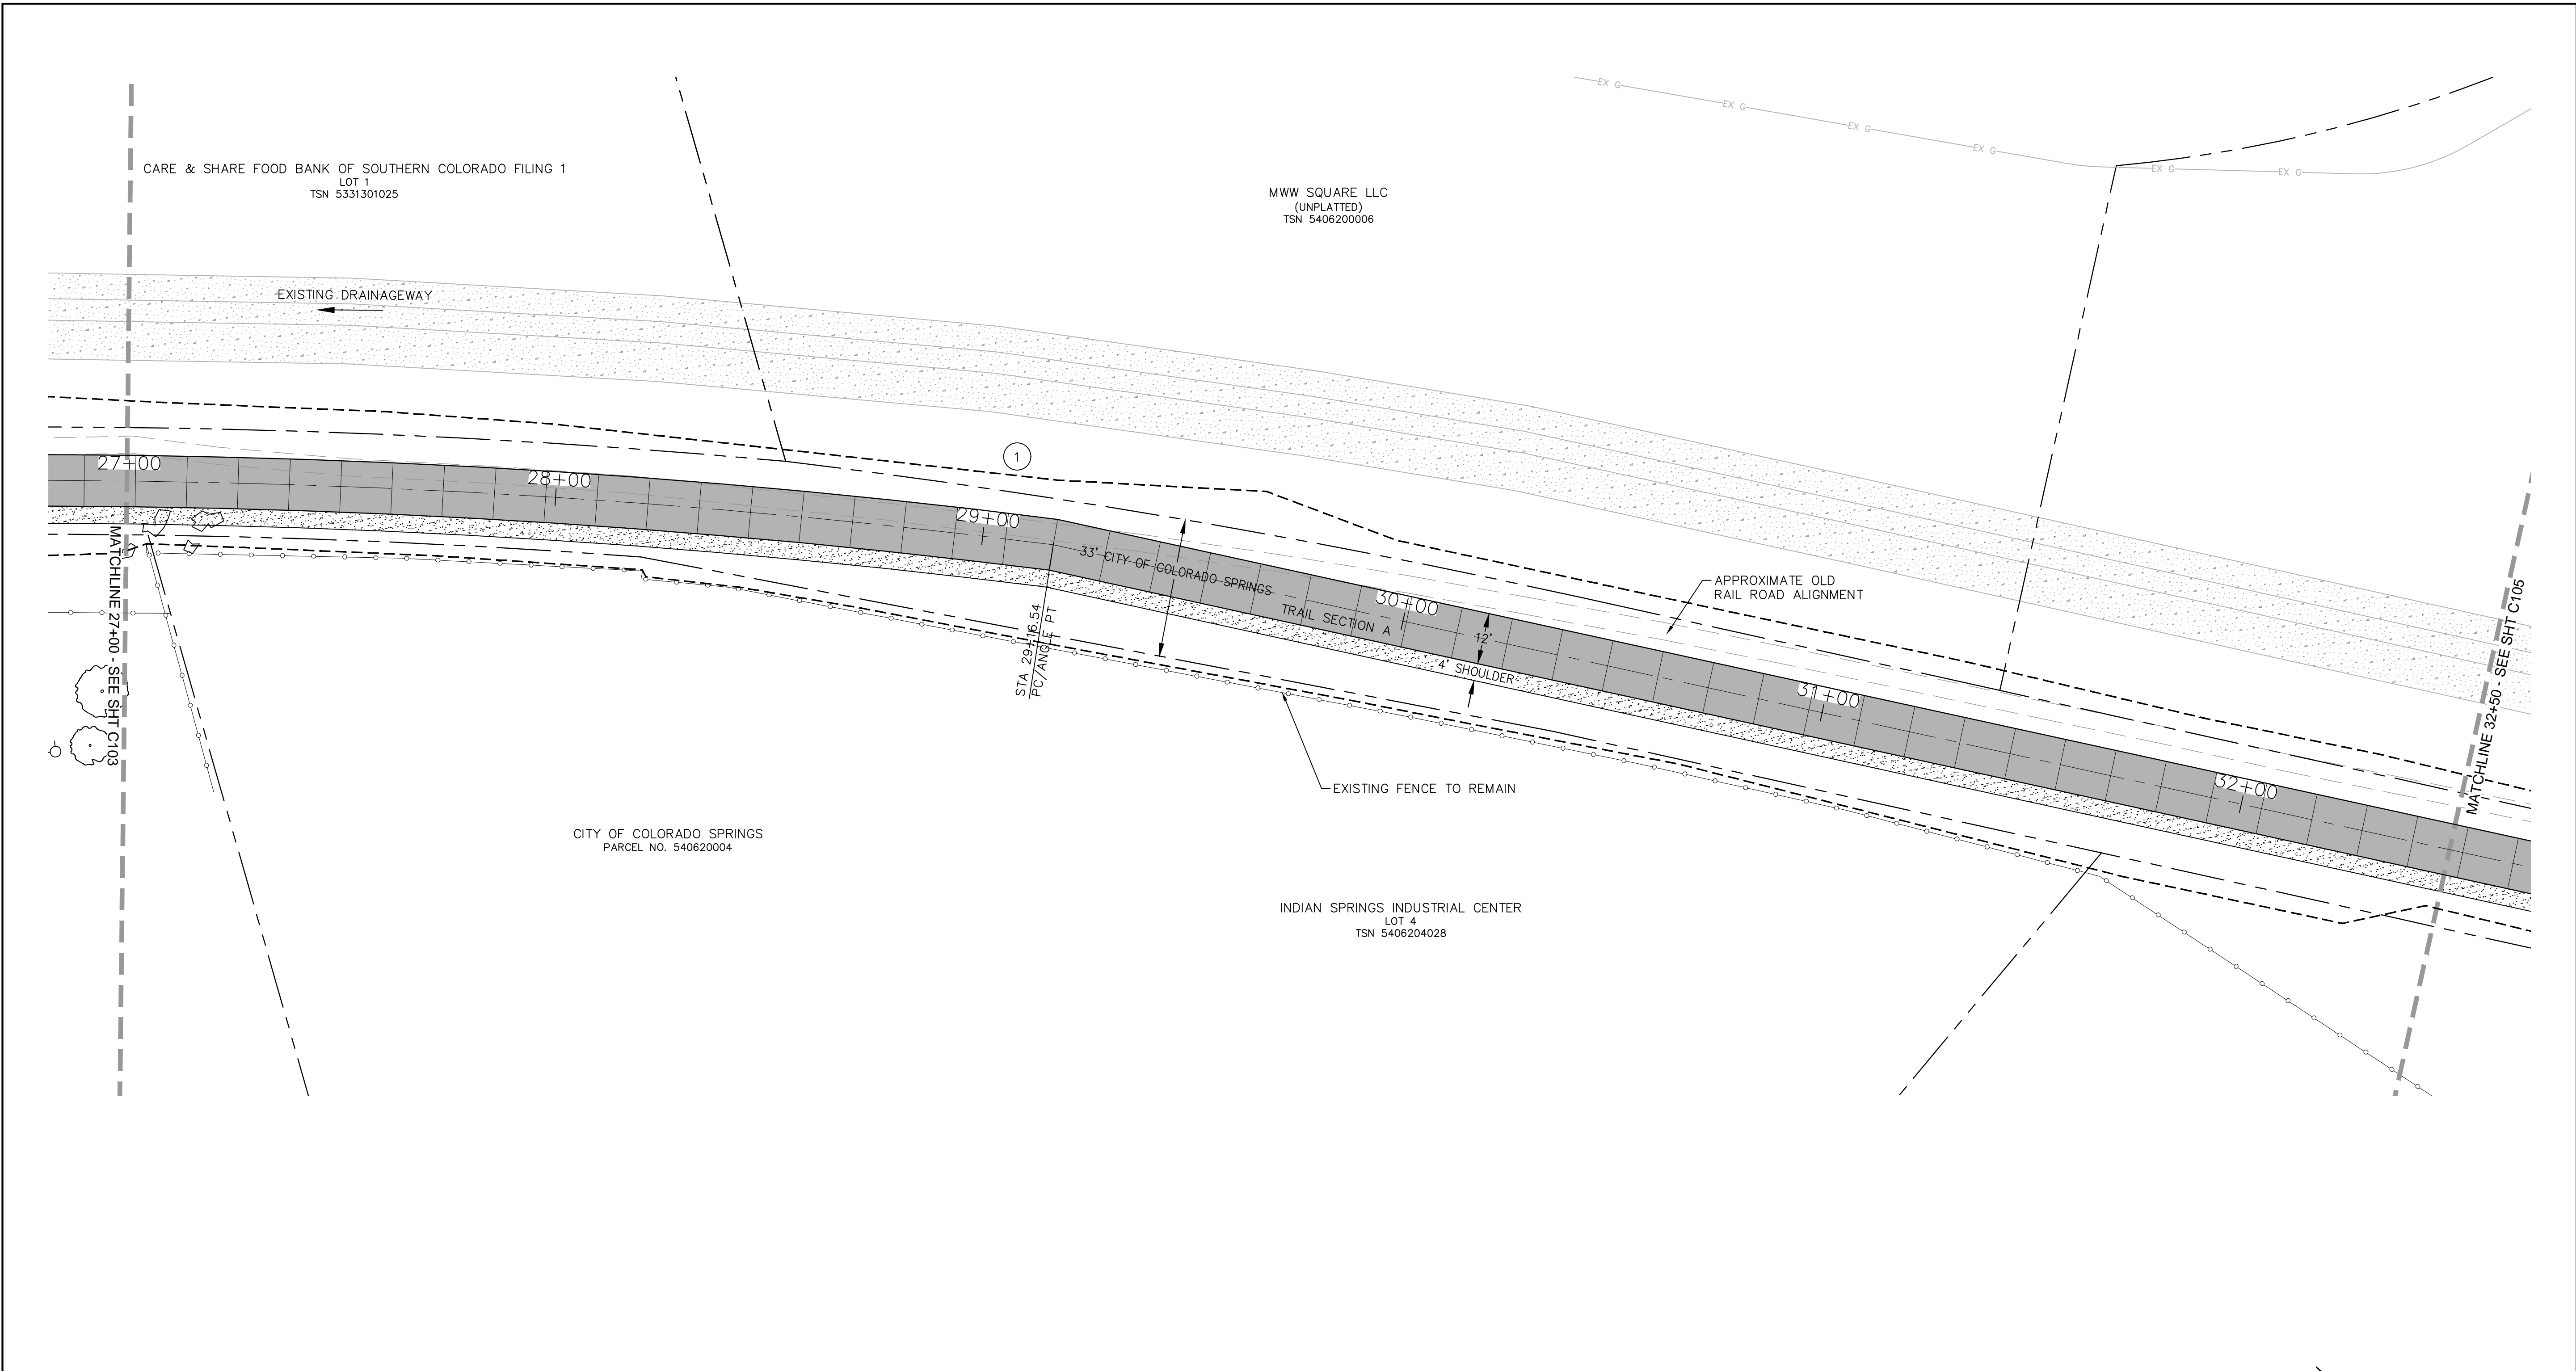 EX G
EX G
EX G
EX G
EX G
EX G
CARE & SHARE FOOD BANK OF SOUTHERN COLORADO FILING 1
LOT 1
TSN 5331301025
MWW SQUARE LLC
(UNPLATTED)
TSN 5406200006
EXISTING DRAINAGEWAY
1
27+00
28+00
29+00
30+00
31+00
32+00
33' CITY OF COLORADO SPRINGS
TRAIL SECTION A
12'
4' SHOULDER
APPROXIMATE OLD
RAIL ROAD ALIGNMENT
STA 29+16.54
PC/ANGLE PT
MATCHLINE 27+00 - SEE SHT C103
MATCHLINE 32+50 - SEE SHT C105
EXISTING FENCE TO REMAIN
CITY OF COLORADO SPRINGS
PARCEL NO. 540620004
INDIAN SPRINGS INDUSTRIAL CENTER
LOT 4
TSN 5406204028